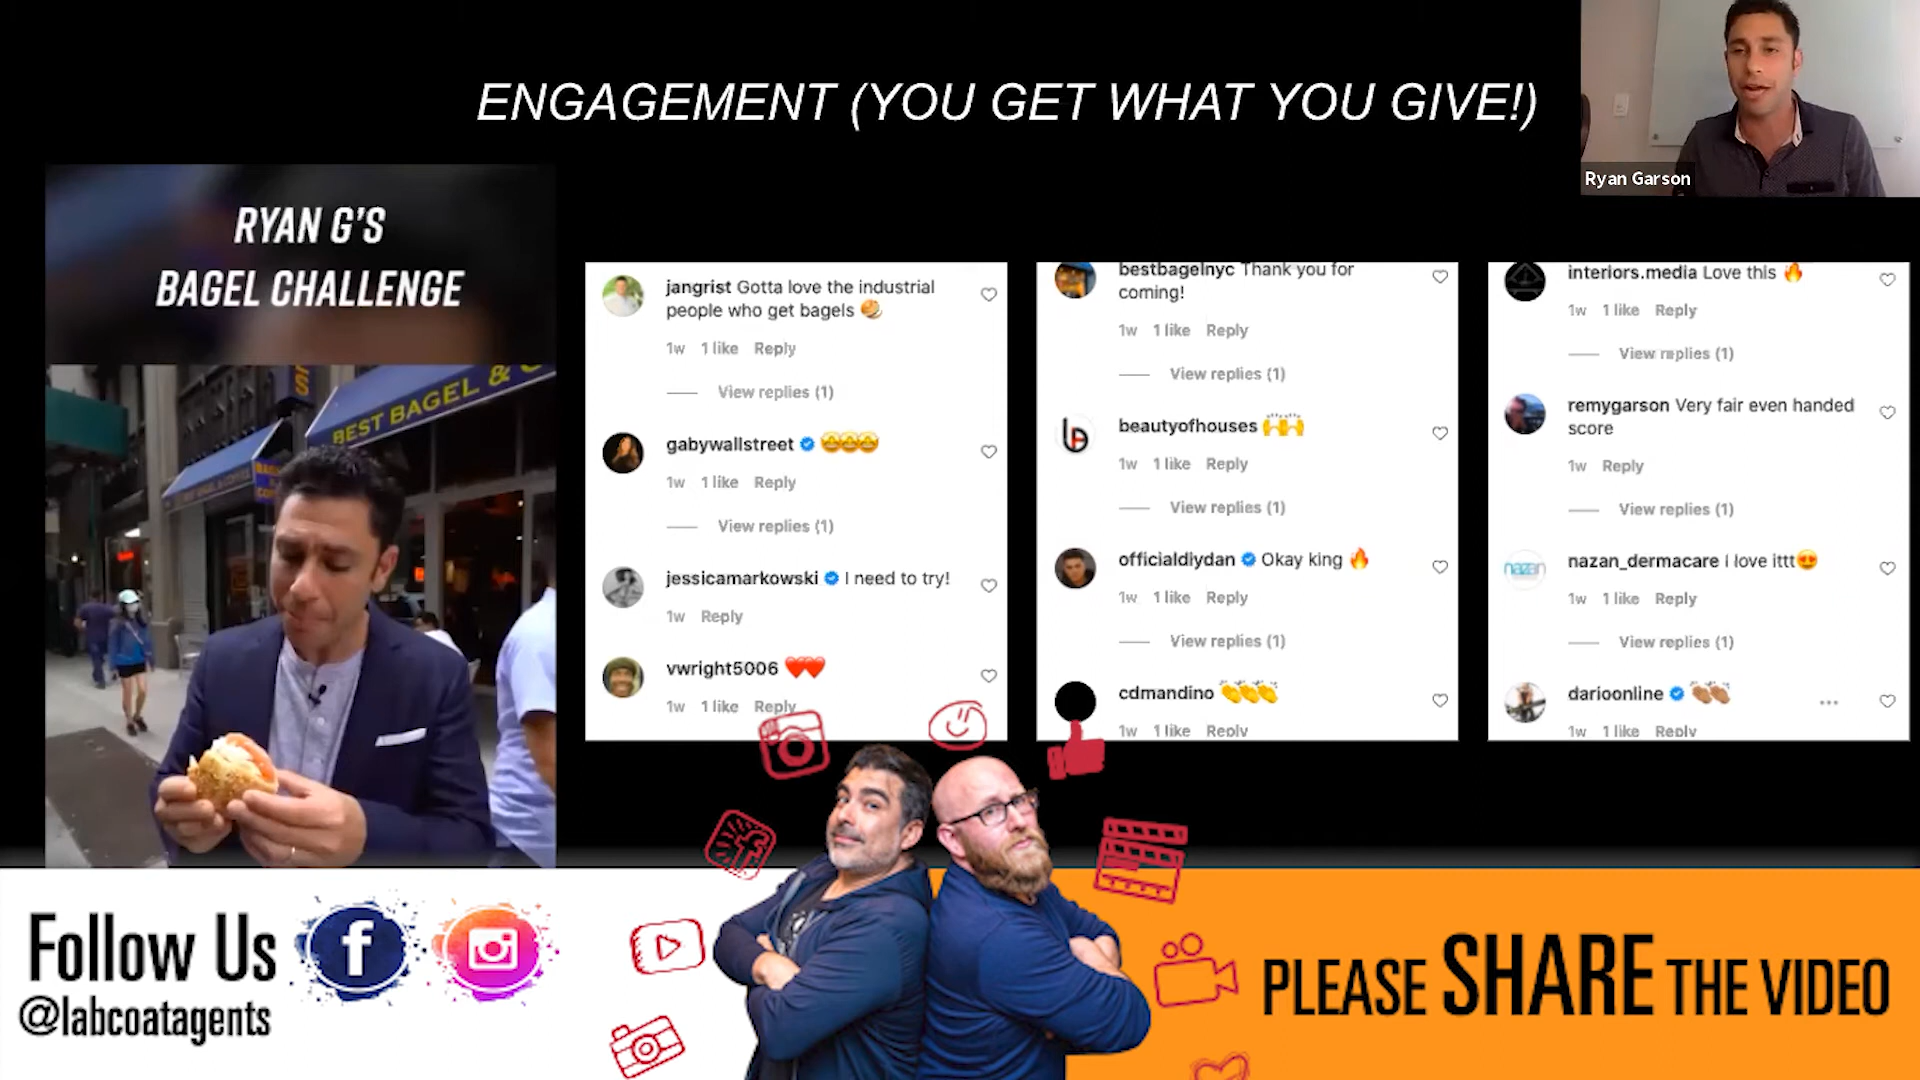 ENGAGEMENT (YOU GET WHAT YOU GIVE!)
Ryan Garson
RYAN G'S
BAGEL CHALLENGE
BEST BAGEL &
jangrist Gotta love the industrial
people who get bagels
1w 1 like Reply
View replies (1)
gabywallstreet
1w 1 like Reply
View replies (1)
jessicamarkowski I need to try!
1w Reply
vwright5006
1w 1 like Reply
bestbagelnyc Thank you for
coming!
1w 1 like Reply
View replies (1)
beautyofhouses
1w 1 like Reply
View replies (1)
officialdiydan Okay king
1w 1 like Reply
View replies (1)
cdmandino
1w 1 like Reply
interiors.media Love this
1w 1 like Reply
View replies (1)
remygarson Very fair even handed
score
1w Reply
View replies (1)
nazan_dermacare I love ittt
nazan
1w 1 like Reply
View replies (1)
darioonline
1w 1 like Reply
Follow Us
@labcoatagents
PLEASE SHARE THE VIDEO